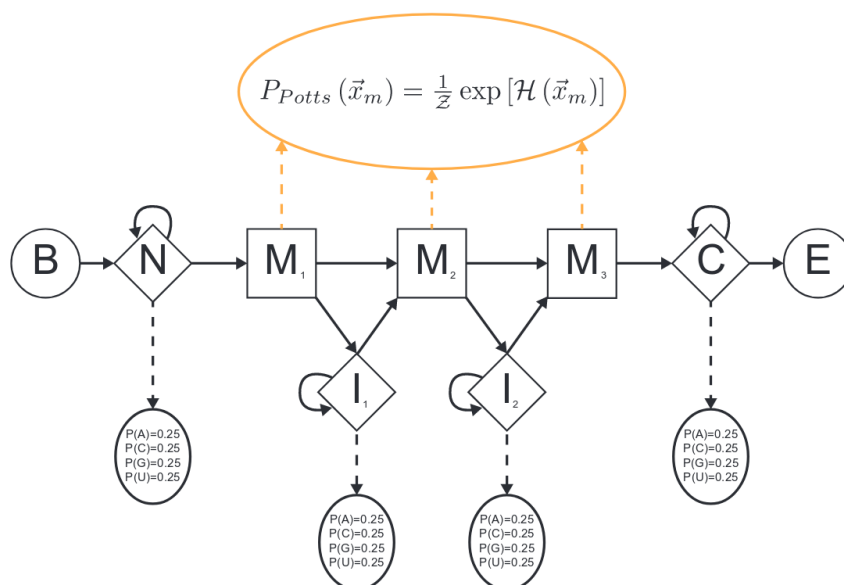 P_{Potts} (\vec{x}_m) = \frac{1}{\mathcal{Z}} \exp [\mathcal{H} (\vec{x}_m)]
B N M₁ M₂ M₃ C E
I₁ I₂
P(A)=0.25
P(C)=0.25
P(G)=0.25
P(U)=0.25
P(A)=0.25
P(C)=0.25
P(G)=0.25
P(U)=0.25
P(A)=0.25
P(C)=0.25
P(G)=0.25
P(U)=0.25
P(A)=0.25
P(C)=0.25
P(G)=0.25
P(U)=0.25